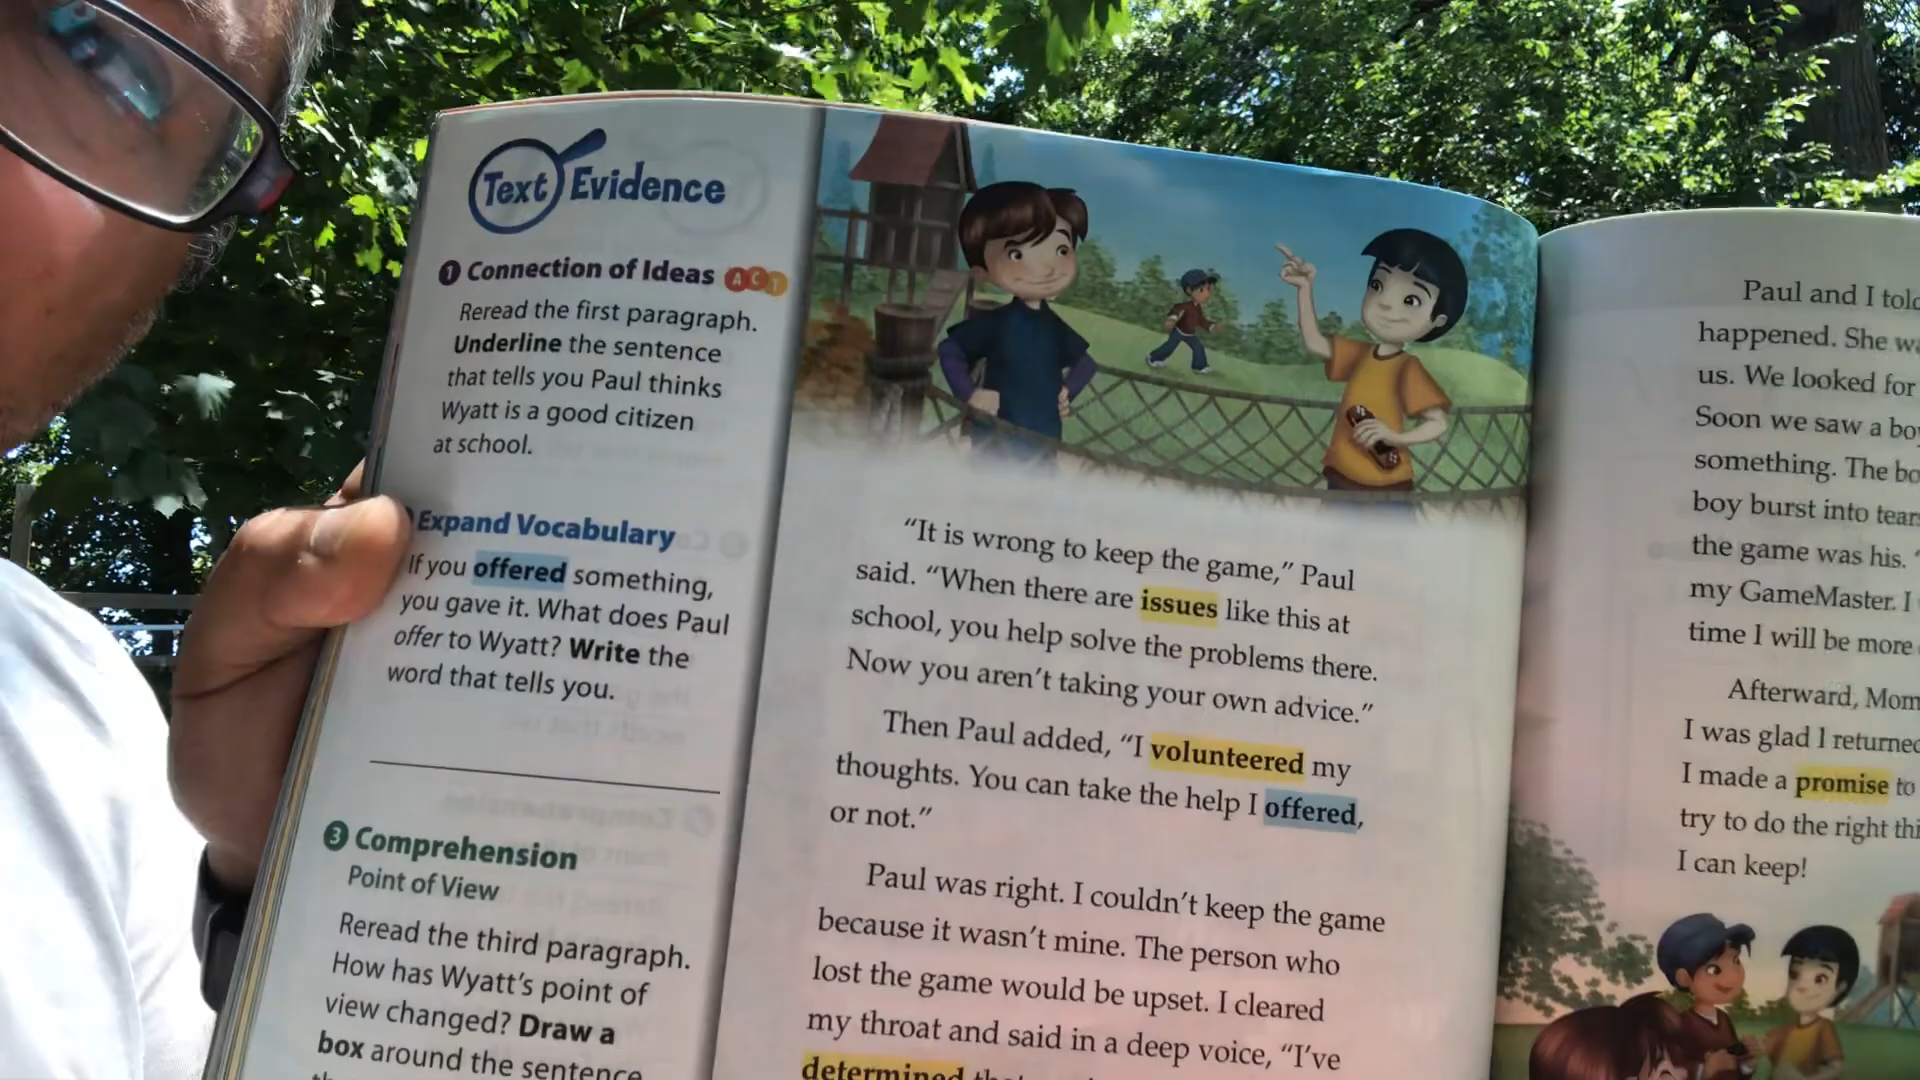 Text Evidence
1 Connection of Ideas ACT
Reread the first paragraph.
Underline the sentence
that tells you Paul thinks
Wyatt is a good citizen
at school.
Expand Vocabulary
If you offered something,
you gave it. What does Paul
offer to Wyatt? Write the
word that tells you.
3 Comprehension
Point of View
Reread the third paragraph.
How has Wyatt's point of
view changed? Draw a
box around the sentence
“It is wrong to keep the game,” Paul
said. “When there are issues like this at
school, you help solve the problems there.
Now you aren't taking your own advice.”
Then Paul added, “I volunteered my
thoughts. You can take the help I offered,
or not.”
Paul was right. I couldn't keep the game
because it wasn't mine. The person who
lost the game would be upset. I cleared
my throat and said in a deep voice, “I've
determined
Paul and I told
happened. She
us. We looked for
Soon we saw a
something. The
boy burst into
the game was his.
my GameMaster. I
time I will be more
Afterward, Mom
I was glad I returned
I made a promise to
try to do the right
I can keep!